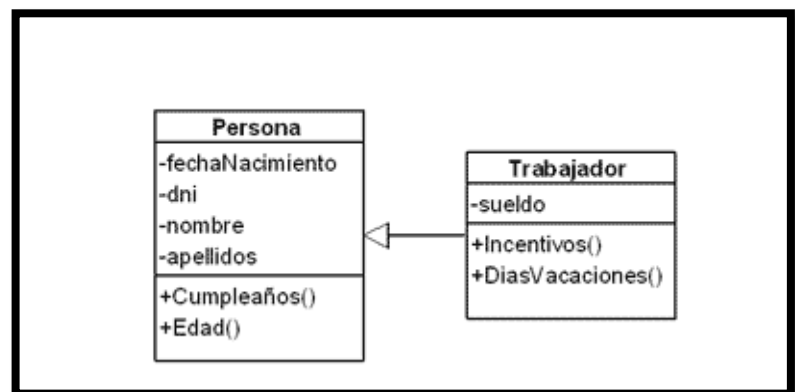 Persona
-fechaNacimiento
-dni
-nombre
-apellidos
+Cumpleaños()
+Edad()
Trabajador
-sueldo
+Incentivos()
+DiasVacaciones()